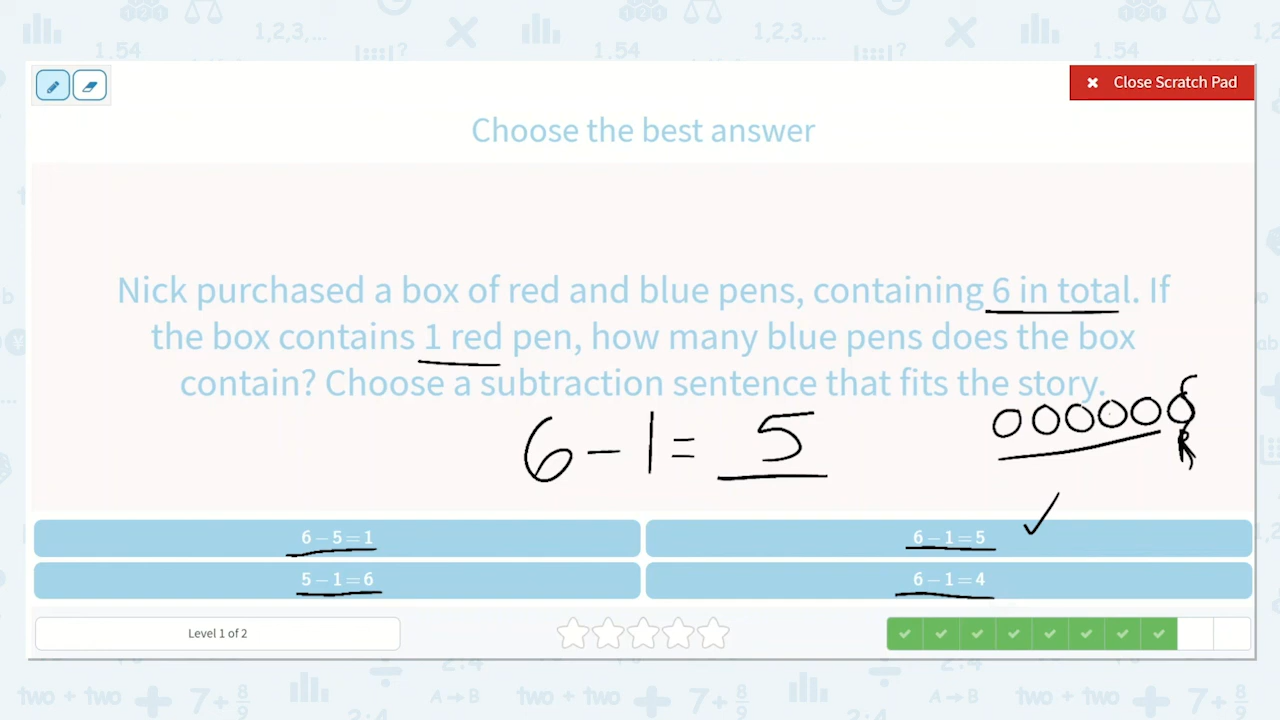 Close Scratch Pad
Choose the best answer
Nick purchased a box of red and blue pens, containing 6 in total. If
the box contains 1 red pen, how many blue pens does the box
contain? Choose a subtraction sentence that fits the story.
6 - 1 = 5
R
6 − 5 = 1
6 − 1 = 5
5 − 1 = 6
6 − 1 = 4
Level 1 of 2